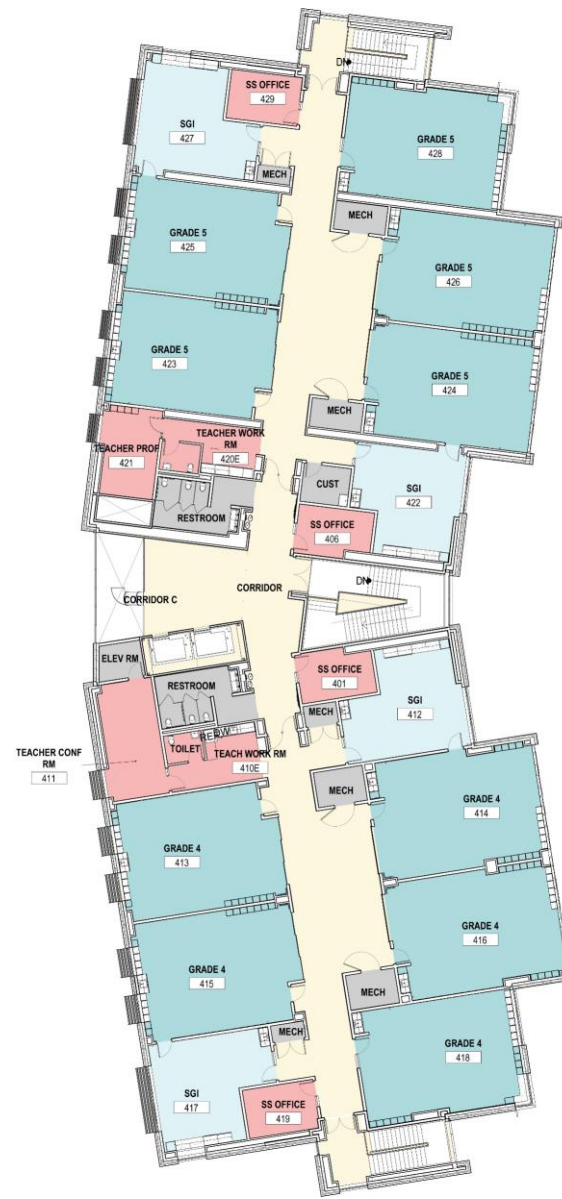 DN
SS OFFICE
429
SGI
427
GRADE 5
428
MECH
MECH
GRADE 5
425
GRADE 5
426
GRADE 5
423
GRADE 5
424
MECH
TEACHER WORK
RM
420E
TEACHER PROF
421
CUST
SGI
422
RESTROOM
SS OFFICE
406
DN
CORRIDOR
CORRIDOR C
ELEV RM
SS OFFICE
401
RESTROOM
SGI
412
MECH
TOILET
TEACH WORK RM
410E
TEACHER CONF
RM
411
MECH
GRADE 4
414
GRADE 4
413
GRADE 4
416
GRADE 4
415
MECH
MECH
GRADE 4
418
SGI
417
SS OFFICE
419